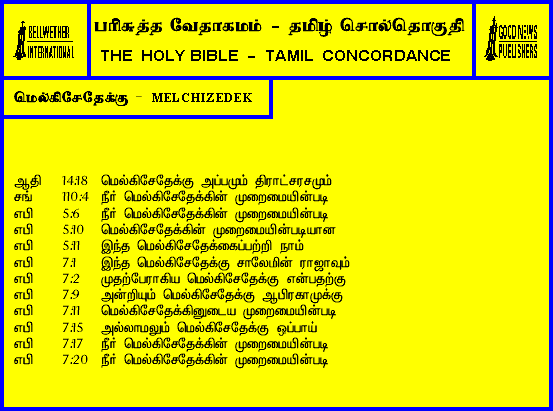 BELLWETHER
INTERNATIONAL
பரிசுத்த வேதாகமம் - தமிழ் சொல்தொகுதி
THE HOLY BIBLE - TAMIL CONCORDANCE
GOOD NEWS
PUBLISHERS
மெல்கிசேதேக்கு - MELCHIZEDEK
ஆதி 14:18 மெல்கிசேதேக்கு அப்பமும் திராட்சரசமும்
சங் 110:4 நீர் மெல்கிசேதேக்கின் முறைமையின்படி
எபி 5:6 நீர் மெல்கிசேதேக்கின் முறைமையின்படி
எபி 5:10 மெல்கிசேதேக்கின் முறைமையின்படியான
எபி 5:11 இந்த மெல்கிசேதேக்கைப்பற்றி நாம்
எபி 7:1 இந்த மெல்கிசேதேக்கு சாலேமின் ராஜாவும்
எபி 7:2 முதற்பேராகிய மெல்கிசேதேக்கு என்பதற்கு
எபி 7:9 அன்றியும் மெல்கிசேதேக்கு ஆபிரகாமுக்கு
எபி 7:11 மெல்கிசேதேக்கினுடைய முறைமையின்படி
எபி 7:15 அல்லாமலும் மெல்கிசேதேக்கு ஒப்பாய்
எபி 7:17 நீர் மெல்கிசேதேக்கின் முறைமையின்படி
எபி 7:20 நீர் மெல்கிசேதேக்கின் முறைமையின்படி